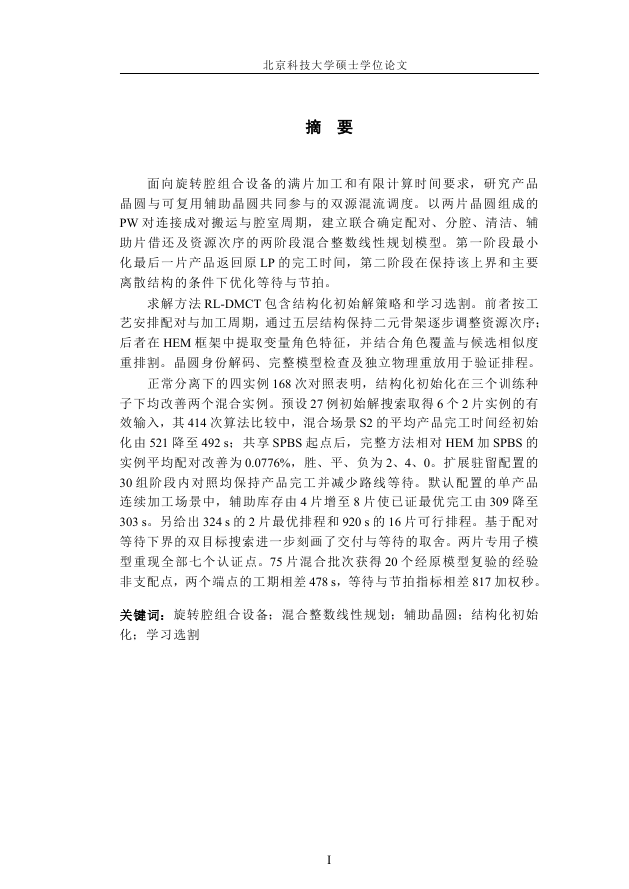 北京科技大学硕士学位论文
摘 要
面向旋转腔组合设备的满片加工和有限计算时间要求，研究产品
晶圆与可复用辅助晶圆共同参与的双源混流调度。以两片晶圆组成的
PW 对连接成对搬运与腔室周期，建立联合确定配对、分腔、清洁、辅
助片借还及资源次序的两阶段混合整数线性规划模型。第一阶段最小
化最后一片产品返回原 LP 的完工时间，第二阶段在保持该上界和主要
离散结构的条件下优化等待与节拍。
求解方法 RL-DMCT 包含结构化初始解策略和学习选割。前者按工
艺安排配对与加工周期，通过五层结构保持二元骨架逐步调整资源次序；
后者在 HEM 框架中提取变量角色特征，并结合角色覆盖与候选相似度
重排割。晶圆身份解码、完整模型检查及独立物理重放用于验证排程。
正常分离下的四实例 168 次对照表明，结构化初始化在三个训练种
子下均改善两个混合实例。预设 27 例初始解搜索取得 6 个 2 片实例的有
效输入，其 414 次算法比较中，混合场景 S2 的平均产品完工时间经初始
化由 521 降至 492 s；共享 SPBS 起点后，完整方法相对 HEM 加 SPBS 的
实例平均配对改善为 0.0776%，胜、平、负为 2、4、0。扩展驻留配置的
30 组阶段内对照均保持产品完工并减少路线等待。默认配置的单产品
连续加工场景中，辅助库存由 4 片增至 8 片使已证最优完工由 309 降至
303 s。另给出 324 s 的 2 片最优排程和 920 s 的 16 片可行排程。基于配对
等待下界的双目标搜索进一步刻画了交付与等待的取舍。两片专用子模
型重现全部七个认证点。75 片混合批次获得 20 个经原模型复验的经验
非支配点，两个端点的工期相差 478 s，等待与节拍指标相差 817 加权秒。
关键词：旋转腔组合设备；混合整数线性规划；辅助晶圆；结构化初始
化；学习选割
I